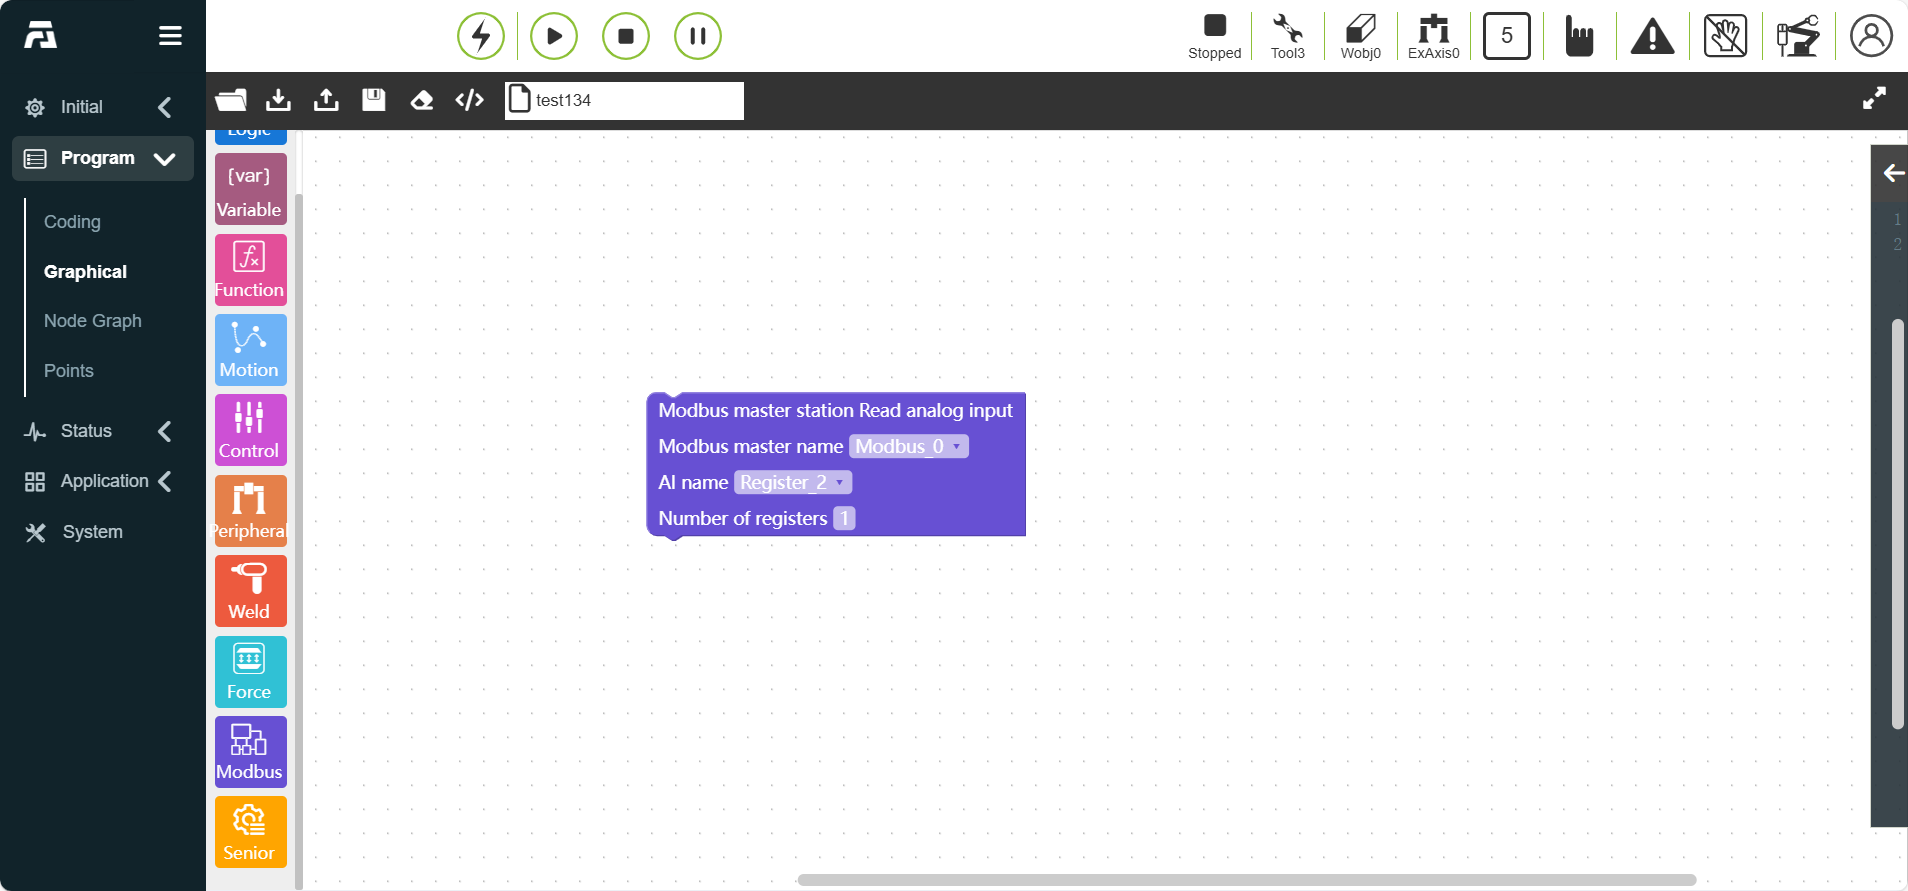 Stopped
Tool3
Wobj0
ExAxis0
5
Initial
Program
Coding
Graphical
Node Graph
Points
Status
Application
System
test134
Logic
{var}
Variable
Function
Motion
Control
Peripheral
Weld
Force
Modbus
Senior
Modbus master station Read analog input
Modbus master name Modbus_0
AI name Register_2
Number of registers 1
1
2